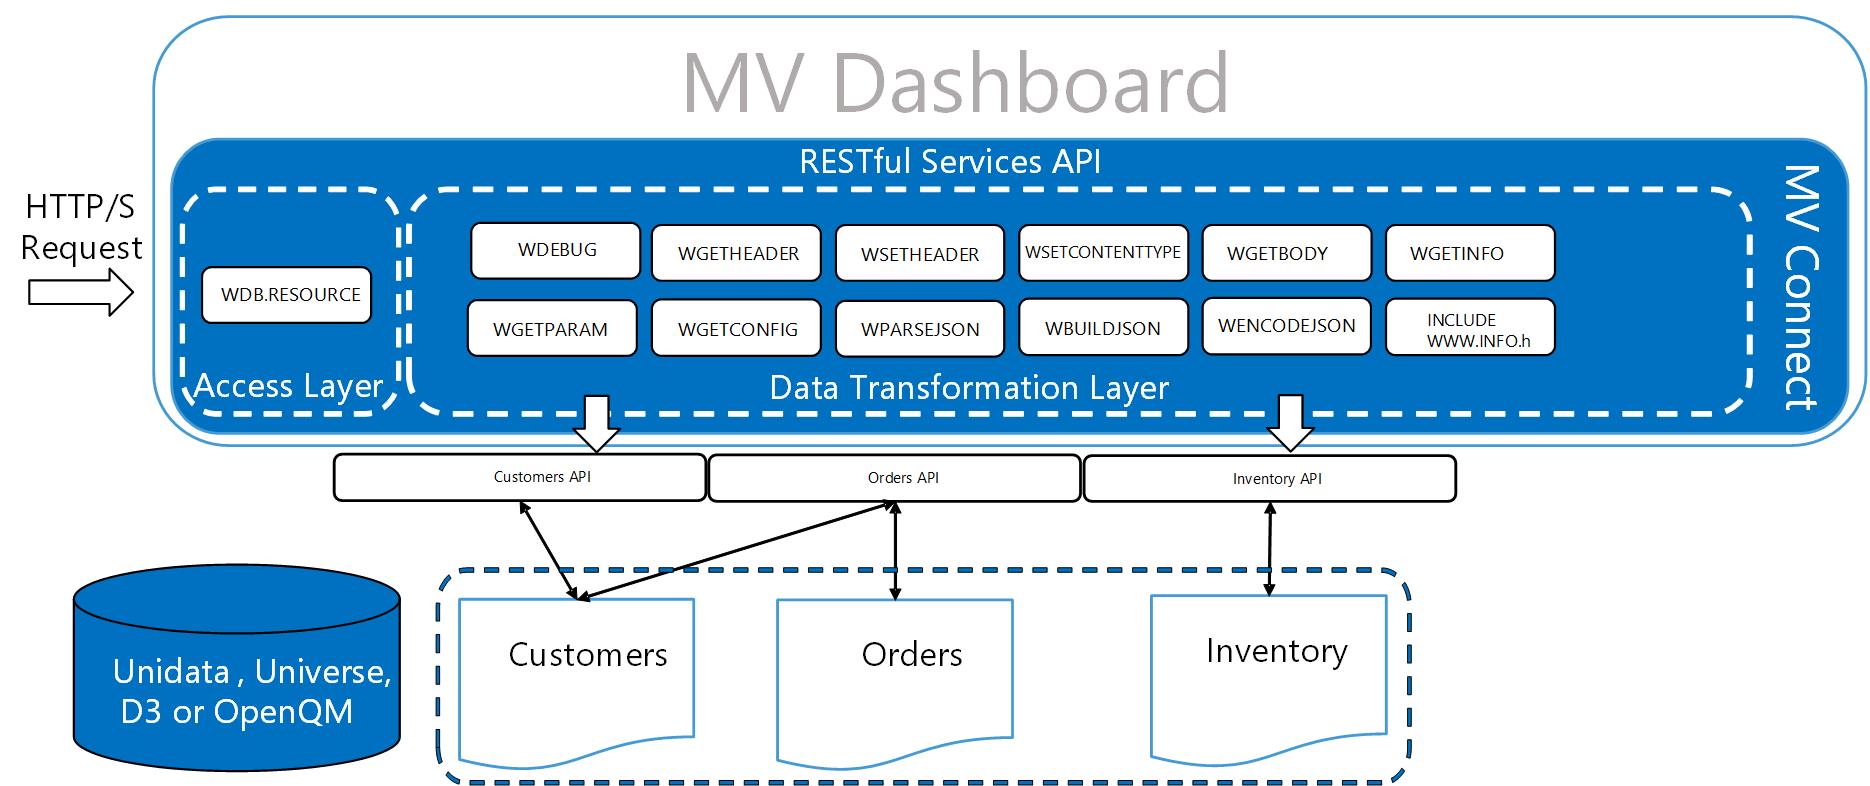 MV Dashboard
RESTful Services API
MV Connect
HTTP/S
Request
WDB.RESOURCE
Access Layer
WDEBUG
WGETHEADER
WSETHEADER
WSETCONTENTTYPE
WGETBODY
WGETINFO
WGETPARAM
WGETCONFIG
WPARSEJSON
WBUILDJSON
WENCODEJSON
INCLUDE
WWW.INFO.h
Data Transformation Layer
Customers API
Orders API
Inventory API
Unidata , Universe,
D3 or OpenQM
Customers
Orders
Inventory